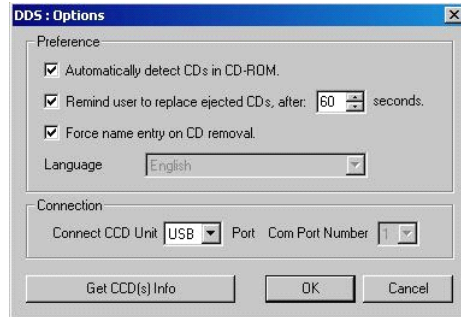 DDS : Options
Preference
Automatically detect CDs in CD-ROM.
Remind user to replace ejected CDs, after: 60 seconds.
Force name entry on CD removal.
Language English
Connection
Connect CCD Unit USB Port Com Port Number 1
Get CCD(s) Info OK Cancel